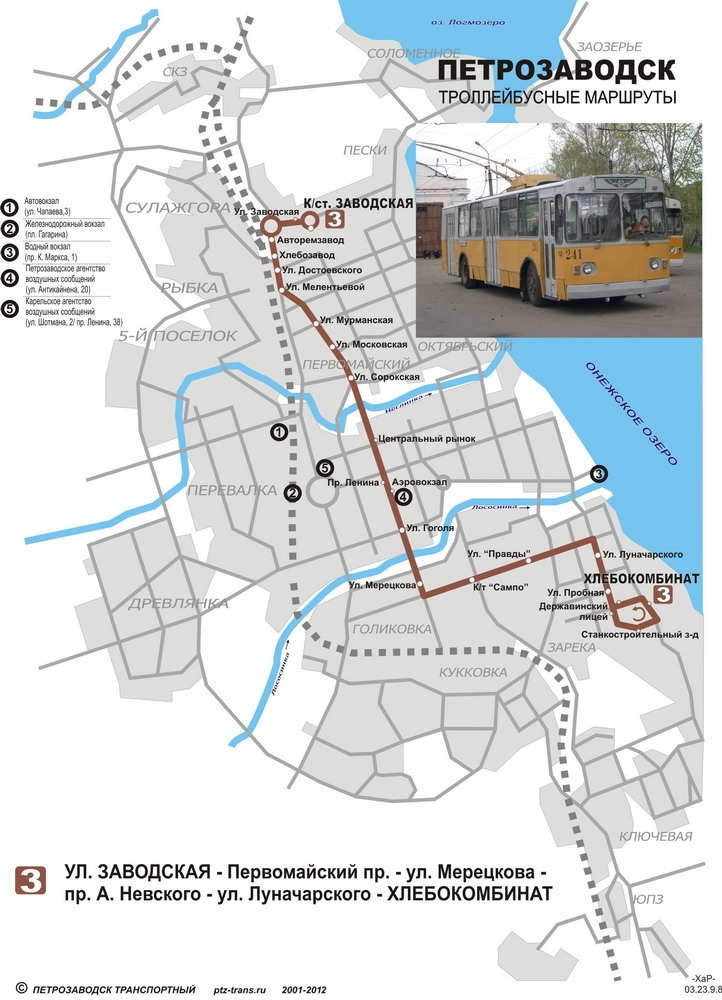 оз. Логмозеро
ЗАОЗЕРЬЕ
СОЛОМЕННОЕ
ПЕТРОЗАВОДСК
ТРОЛЛЕЙБУСНЫЕ МАРШРУТЫ
СКЗ
ПЕСКИ
1 Автовокзал
(ул. Чапаева,3)
2 Железнодорожный вокзал
(пл. Гагарина)
3 Водный вокзал
(пр. К. Маркса, 1)
4 Петрозаводское агентство
воздушных сообщений
(ул. Антикайнена, 20)
5 Карельское агентство
воздушных сообщений
(ул. Шотмана, 2/ пр. Ленина, 38)
СУЛАЖГОРА
К/ст. ЗАВОДСКАЯ
Ул. Заводская
3
Авторемзавод
Хлебозавод
Ул. Достоевского
Ул. Мелентьевой
241
РЫБКА
Ул. Мурманская
5-Й ПОСЕЛОК
Ул. Московская
ОКТЯБРЬСКИЙ
ПЕРВОМАЙСКИЙ
Ул. Сорокская
ОНЕЖСКОЕ ОЗЕРО
Неглинка
1
Центральный рынок
5
3
Пр. Ленина
Аэровокзал
ПЕРЕВАЛКА
2
4
Лососинка
Ул. Гоголя
Ул. "Правды"
Ул. Луначарского
ХЛЕБОКОМБИНАТ
Ул. Мерецкова
К/т "Сампо"
Ул. Пробная
3
ДРЕВЛЯНКА
Державинский
лицей
ГОЛИКОВКА
Станкостроительный з-д
ЗАРЕКА
Лососинка
КУККОВКА
КЛЮЧЕВАЯ
3
УЛ. ЗАВОДСКАЯ - Первомайский пр. - ул. Мерецкова -
пр. А. Невского - ул. Луначарского - ХЛЕБОКОМБИНАТ
ЮПЗ
© ПЕТРОЗАВОДСК ТРАНСПОРТНЫЙ ptz-trans.ru 2001-2012
-ХаР-
03.23.9.8